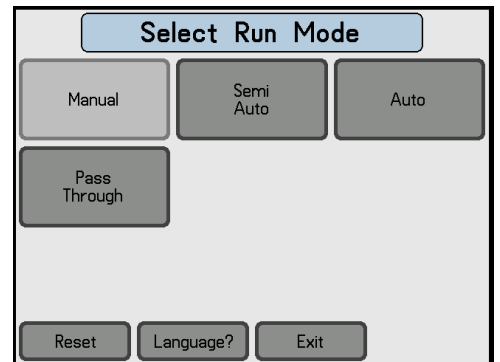 Select Run Mode
Manual
Semi
Auto
Auto
Pass
Through
Reset
Language?
Exit